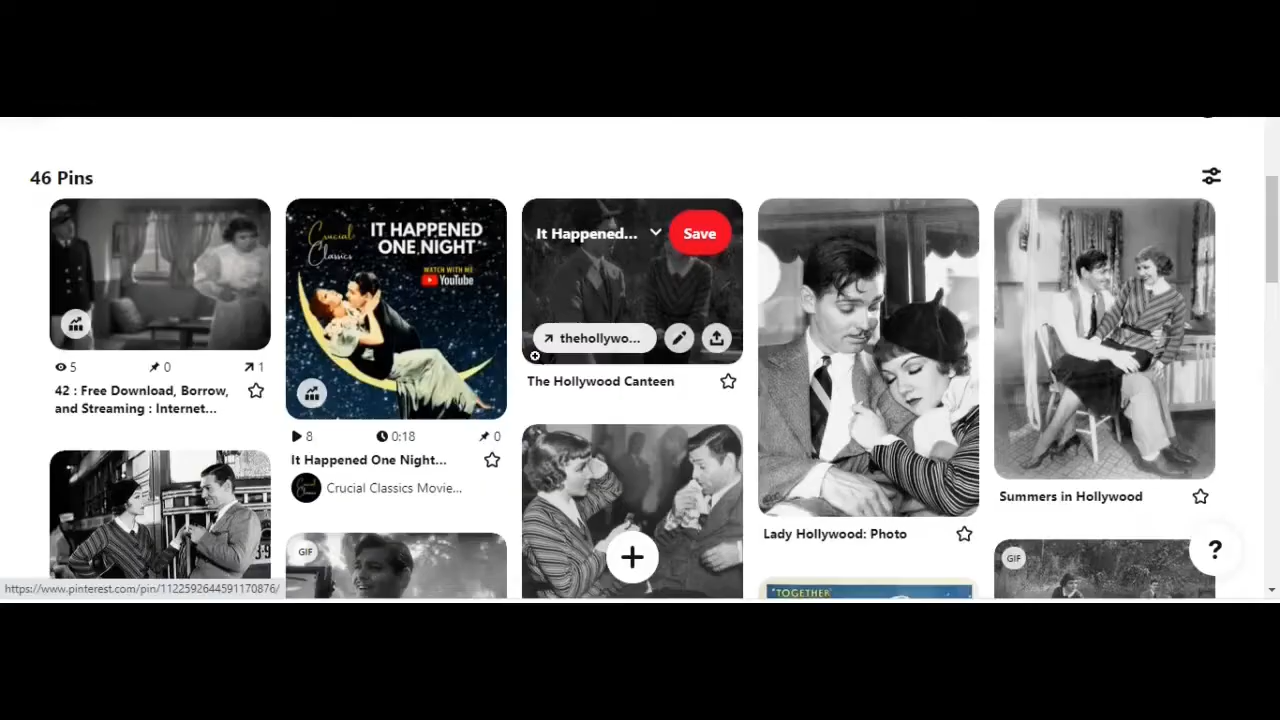 46 Pins
5 0 1
42 : Free Download, Borrow,
and Streaming : Internet...
Crucial
Classics
IT HAPPENED
ONE NIGHT
WATCH WITH ME
YouTube
8 0:18 0
It Happened One Night...
Crucial Classics Movie...
GIF
It Happened... Save
thehollywo...
The Hollywood Canteen
+
Lady Hollywood: Photo
"TOGETHER
Summers in Hollywood
GIF
?
https://www.pinterest.com/pin/1122592644591170876/